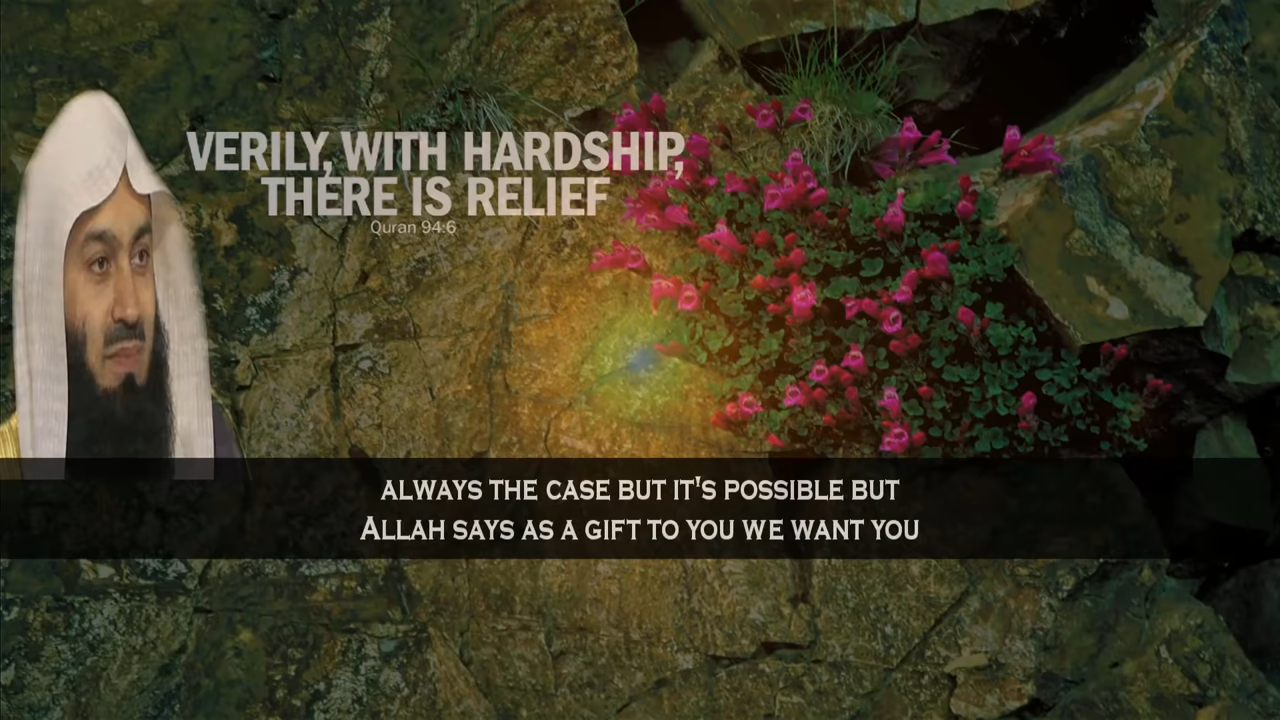 VERILY, WITH HARDSHIP,
THERE IS RELIEF
Quran 94:6
ALWAYS THE CASE BUT IT'S POSSIBLE BUT
ALLAH SAYS AS A GIFT TO YOU WE WANT YOU